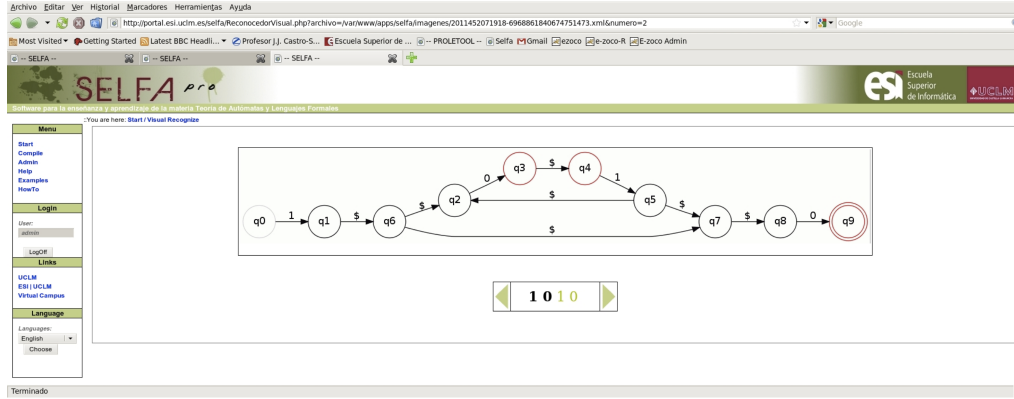 Archivo Editar Ver Historial Marcadores Herramientas Ayuda
http://portal.esi.uclm.es/selfa/ReconocedorVisual.php?archivo=/var/www/apps/selfa/imagenes/2011452071918-6968861840674751473.xml&numero=2
Google
Most Visited Getting Started Latest BBC Headli... Profesor J.J. Castro-S... Escuela Superior de ... -- PROLETOOL -- Selfa Gmail ezoco e-zoco-R E-zoco Admin
-- SELFA -- -- SELFA -- -- SELFA --
SELFA pro
esi Escuela
Superior
de Informática
UCLM
Software para la enseñanza y aprendizaje de la materia Teoría de Autómatas y Lenguajes Formales
::You are here: Start / Visual Recognize
Menu
Start
Compile
Admin
Help
Examples
HowTo
Login
User:
admin
LogOff
Links
UCLM
ESI | UCLM
Virtual Campus
Language
Languages:
English
Choose
q3 $ q4
0 1
q2 $ q5
$ $
q0 1 q1 $ q6 q7 $ q8 0 q9
$
1 0 1 0
Terminado